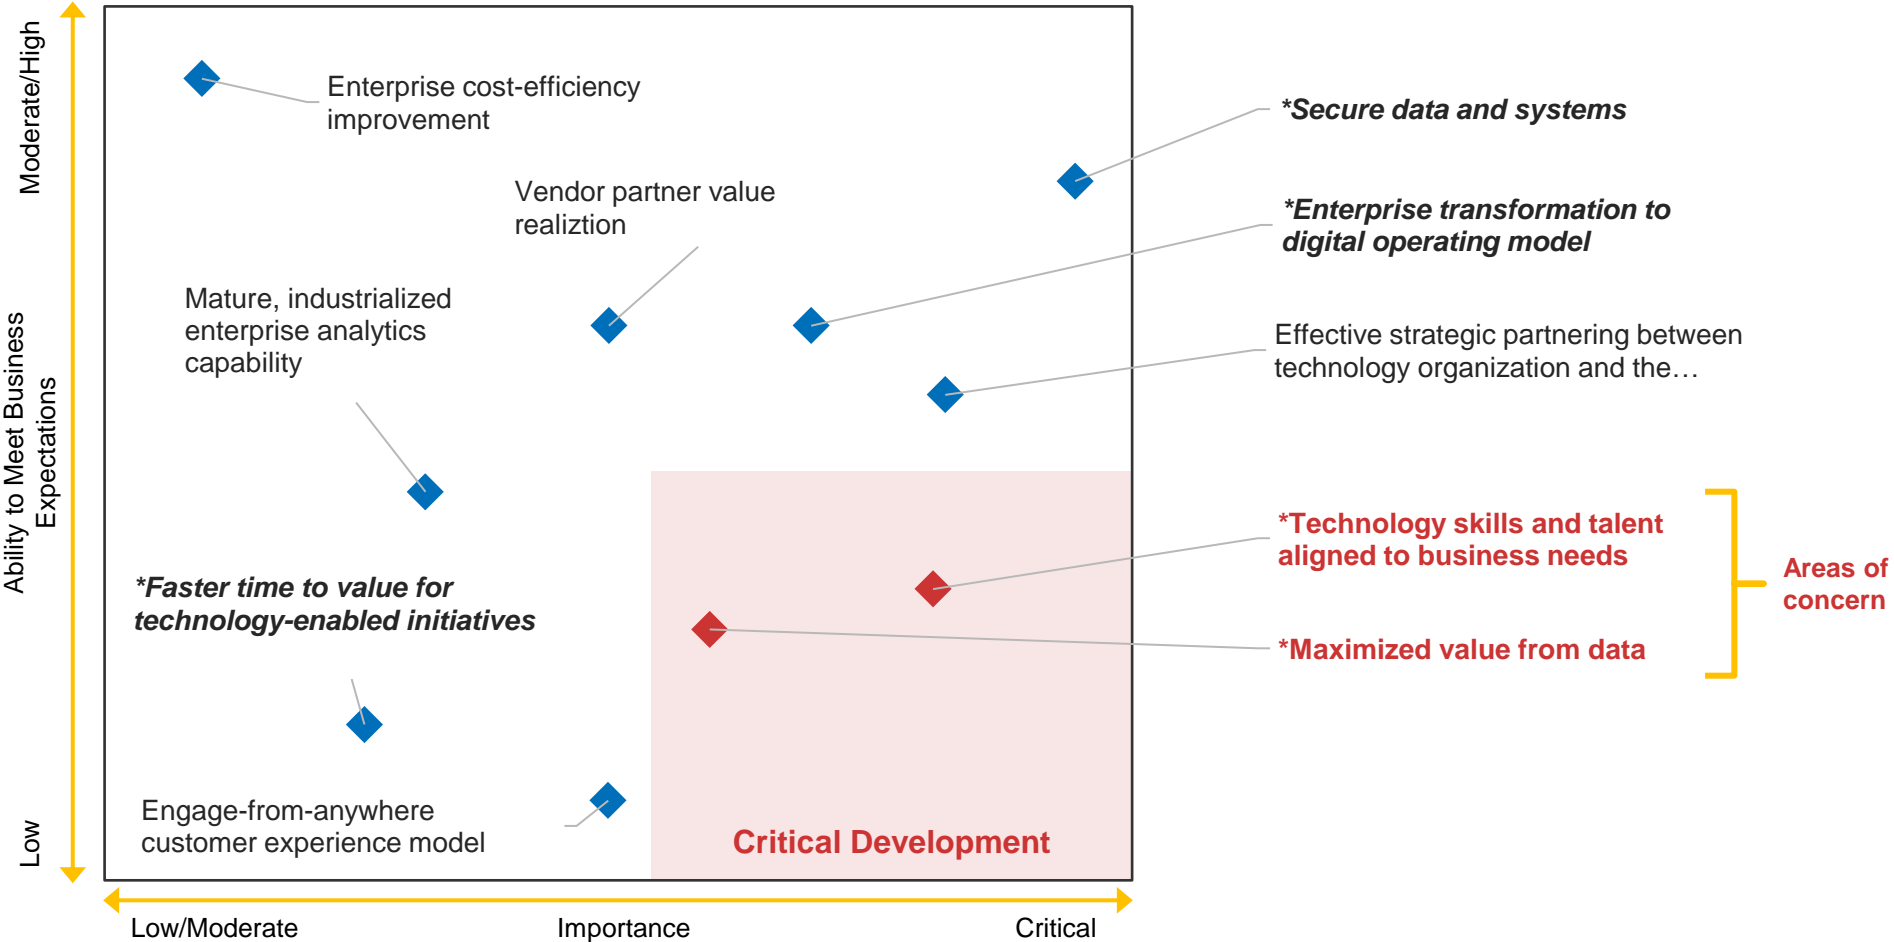 Moderate/High
Ability to Meet Business
Expectations
Low
Enterprise cost-efficiency
improvement
Vendor partner value
realiztion
Mature, industrialized
enterprise analytics
capability
*Faster time to value for
technology-enabled initiatives
Engage-from-anywhere
customer experience model
*Secure data and systems
*Enterprise transformation to
digital operating model
Effective strategic partnering between
technology organization and the…
*Technology skills and talent
aligned to business needs
*Maximized value from data
Areas of
concern
Critical Development
Low/Moderate
Importance
Critical